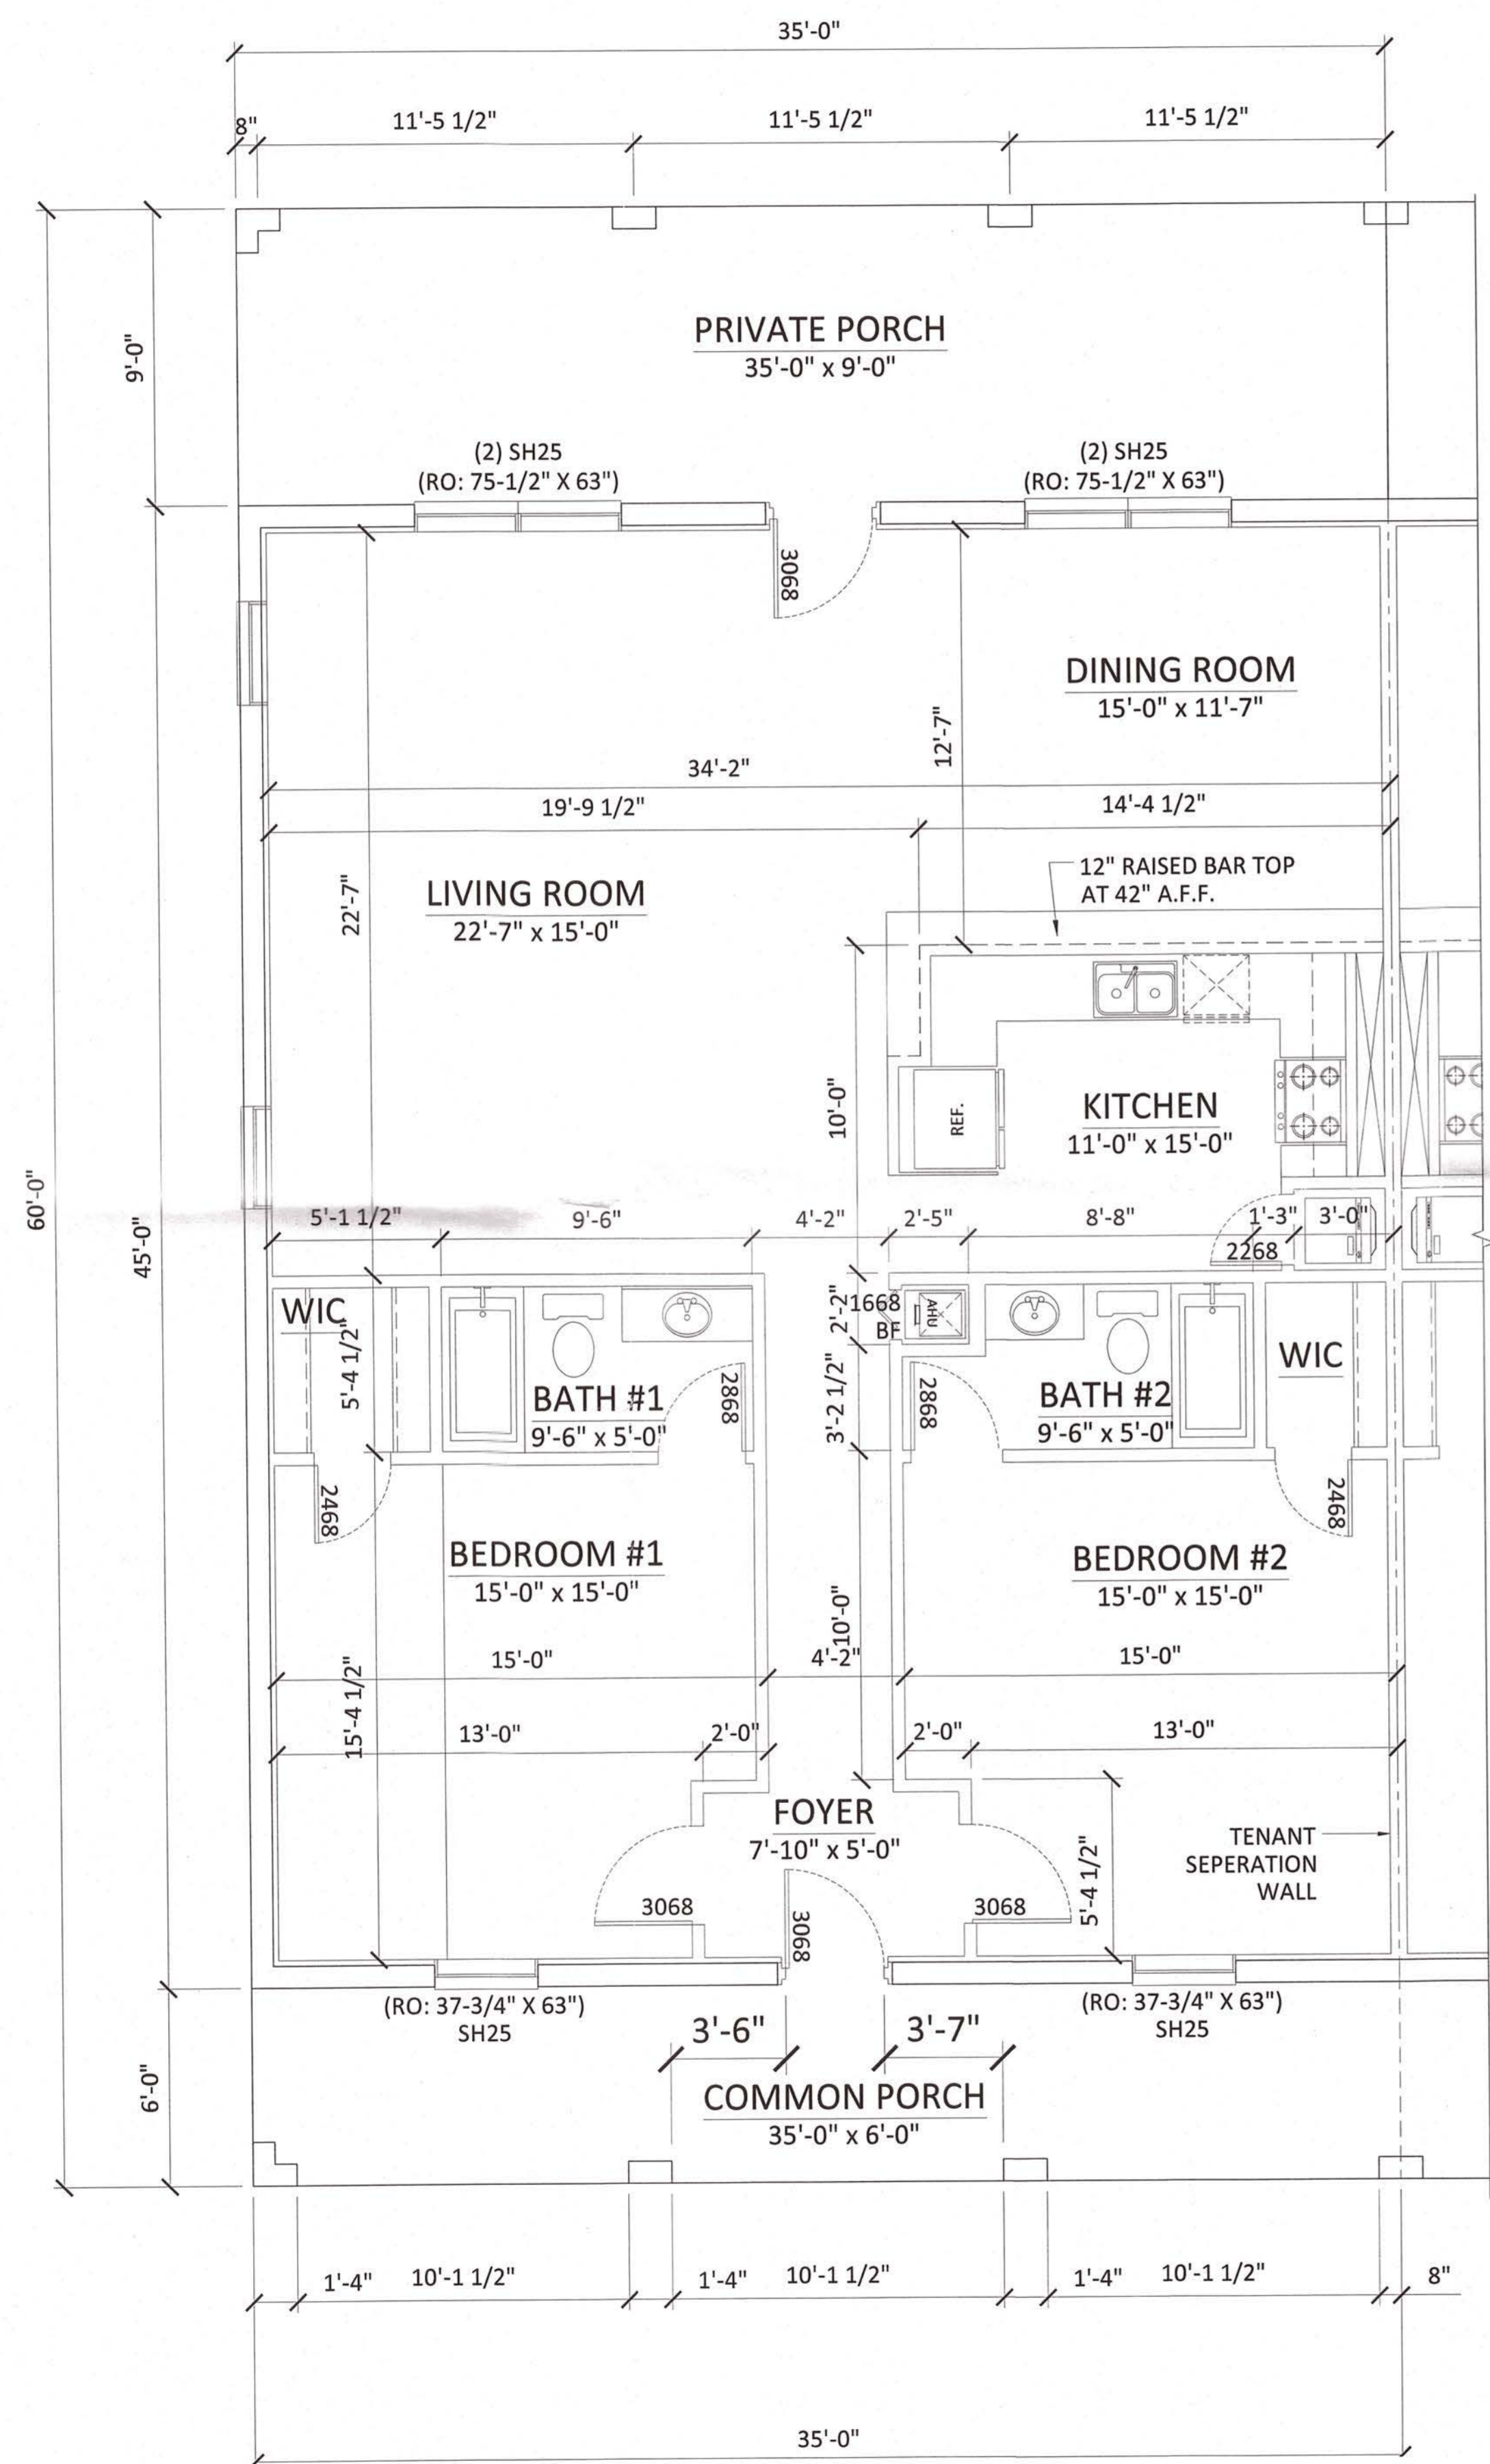 35'-0"
8"
11'-5 1/2"
11'-5 1/2"
11'-5 1/2"
PRIVATE PORCH
35'-0" x 9'-0"
9'-0"
(2) SH25
(RO: 75-1/2" X 63")
(2) SH25
(RO: 75-1/2" X 63")
3068
DINING ROOM
15'-0" x 11'-7"
12'-7"
34'-2"
19'-9 1/2"
14'-4 1/2"
12" RAISED BAR TOP
AT 42" A.F.F.
22'-7"
LIVING ROOM
22'-7" x 15'-0"
10'-0"
REF.
KITCHEN
11'-0" x 15'-0"
60'-0"
45'-0"
5'-1 1/2"
9'-6"
4'-2"
2'-5"
8'-8"
1'-3"
3'-0"
2268
WIC
5'-4 1/2"
2'-2"
1668
BF
AHU
WIC
3'-2 1/2"
BATH #1
9'-6" x 5'-0"
2868
2868
BATH #2
9'-6" x 5'-0"
2468
2468
BEDROOM #1
15'-0" x 15'-0"
BEDROOM #2
15'-0" x 15'-0"
10'-0"
15'-0"
4'-2"
15'-0"
15'-4 1/2"
13'-0"
2'-0"
2'-0"
13'-0"
FOYER
7'-10" x 5'-0"
TENANT
SEPERATION
WALL
5'-4 1/2"
3068
3068
3068
(RO: 37-3/4" X 63")
SH25
(RO: 37-3/4" X 63")
SH25
3'-6"
3'-7"
6'-0"
COMMON PORCH
35'-0" x 6'-0"
1'-4"
10'-1 1/2"
1'-4"
10'-1 1/2"
1'-4"
10'-1 1/2"
8"
35'-0"